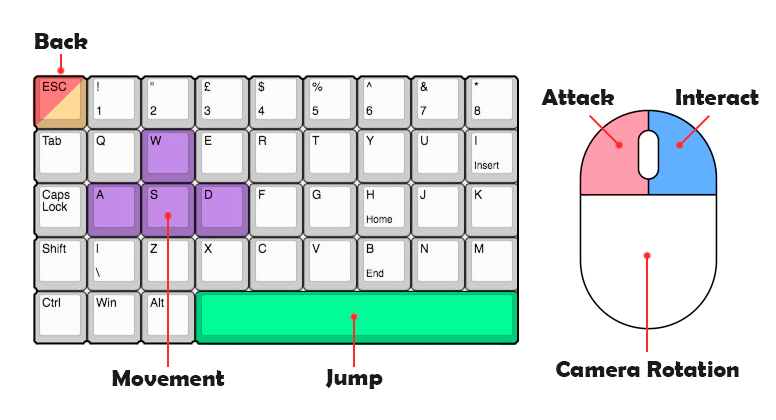 Back
ESC ! " £ $ % ^ & *
1 2 3 4 5 6 7 8
Attack Interact
Tab Q W E R T Y U I
Insert
Caps Lock A S D F G H J K
Home
Shift | Z X C V B N M
\ End
Ctrl Win Alt
Movement Jump Camera Rotation